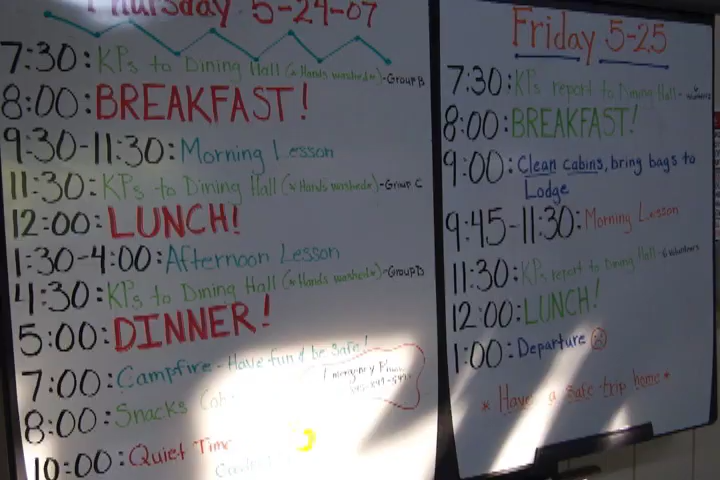 Thursday 5-24-07
7:30: KPs to Dining Hall (*Hands washed*) - Group B
8:00: BREAKFAST!
9:30-11:30: Morning Lesson
11:30: KPs to Dining Hall (*Hands washed*) - Group C
12:00: LUNCH!
1:30-4:00: Afternoon Lesson
4:30: KPs to Dining Hall (*Hands washed*) - Group D
5:00: DINNER!
7:00: Campfire - Have fun & be safe!
Emergency
8:00: Snacks
10:00: Quiet Time
Friday 5-25
7:30: KPs report to Dining Hall -
8:00: BREAKFAST!
9:00: Clean cabins, bring bags to
Lodge
9:45-11:30: Morning Lesson
11:30: KPs report to Dining Hall - 6 volunteers
12:00: LUNCH!
1:00: Departure
* Have a safe trip home *